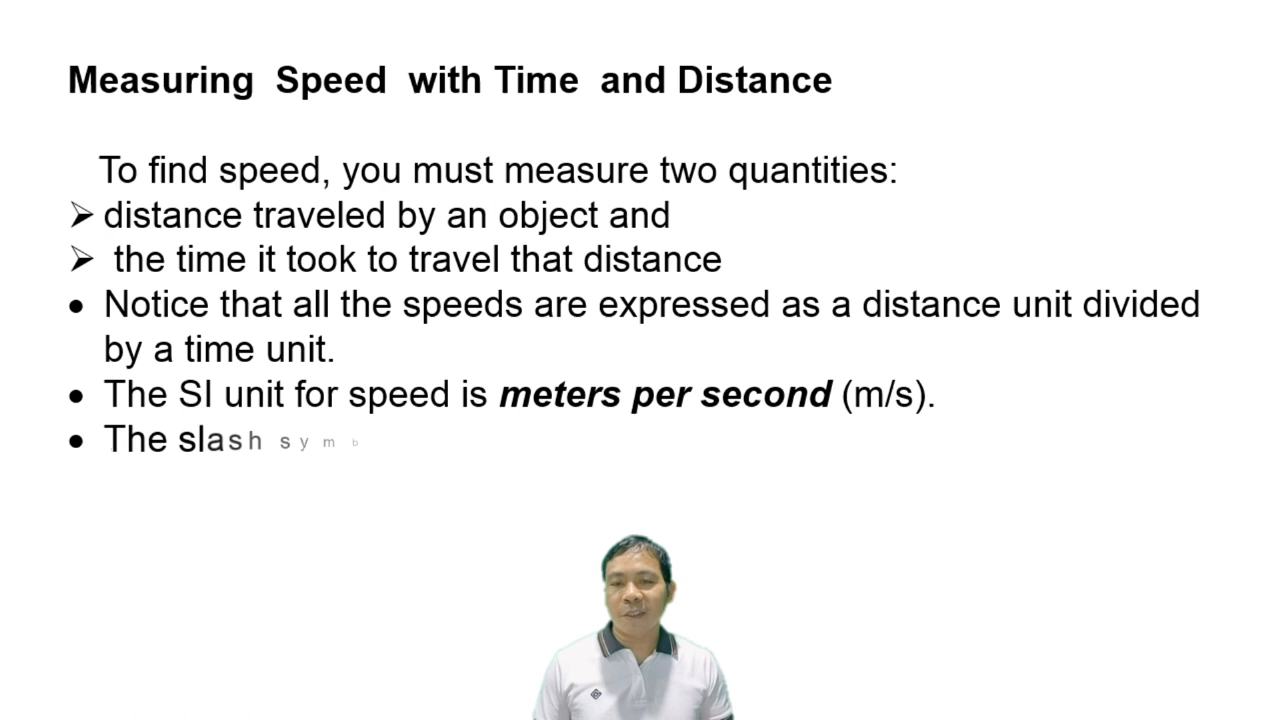 Measuring Speed with Time and Distance
To find speed, you must measure two quantities:
➢ distance traveled by an object and
➢ the time it took to travel that distance
• Notice that all the speeds are expressed as a distance unit divided
by a time unit.
• The SI unit for speed is meters per second (m/s).
• The slash symb